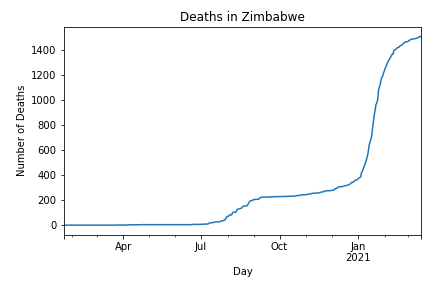 Deaths in Zimbabwe
1400
1200
1000
800
600
400
200
0
Number of Deaths
Apr
Jul
Oct
Jan
2021
Day